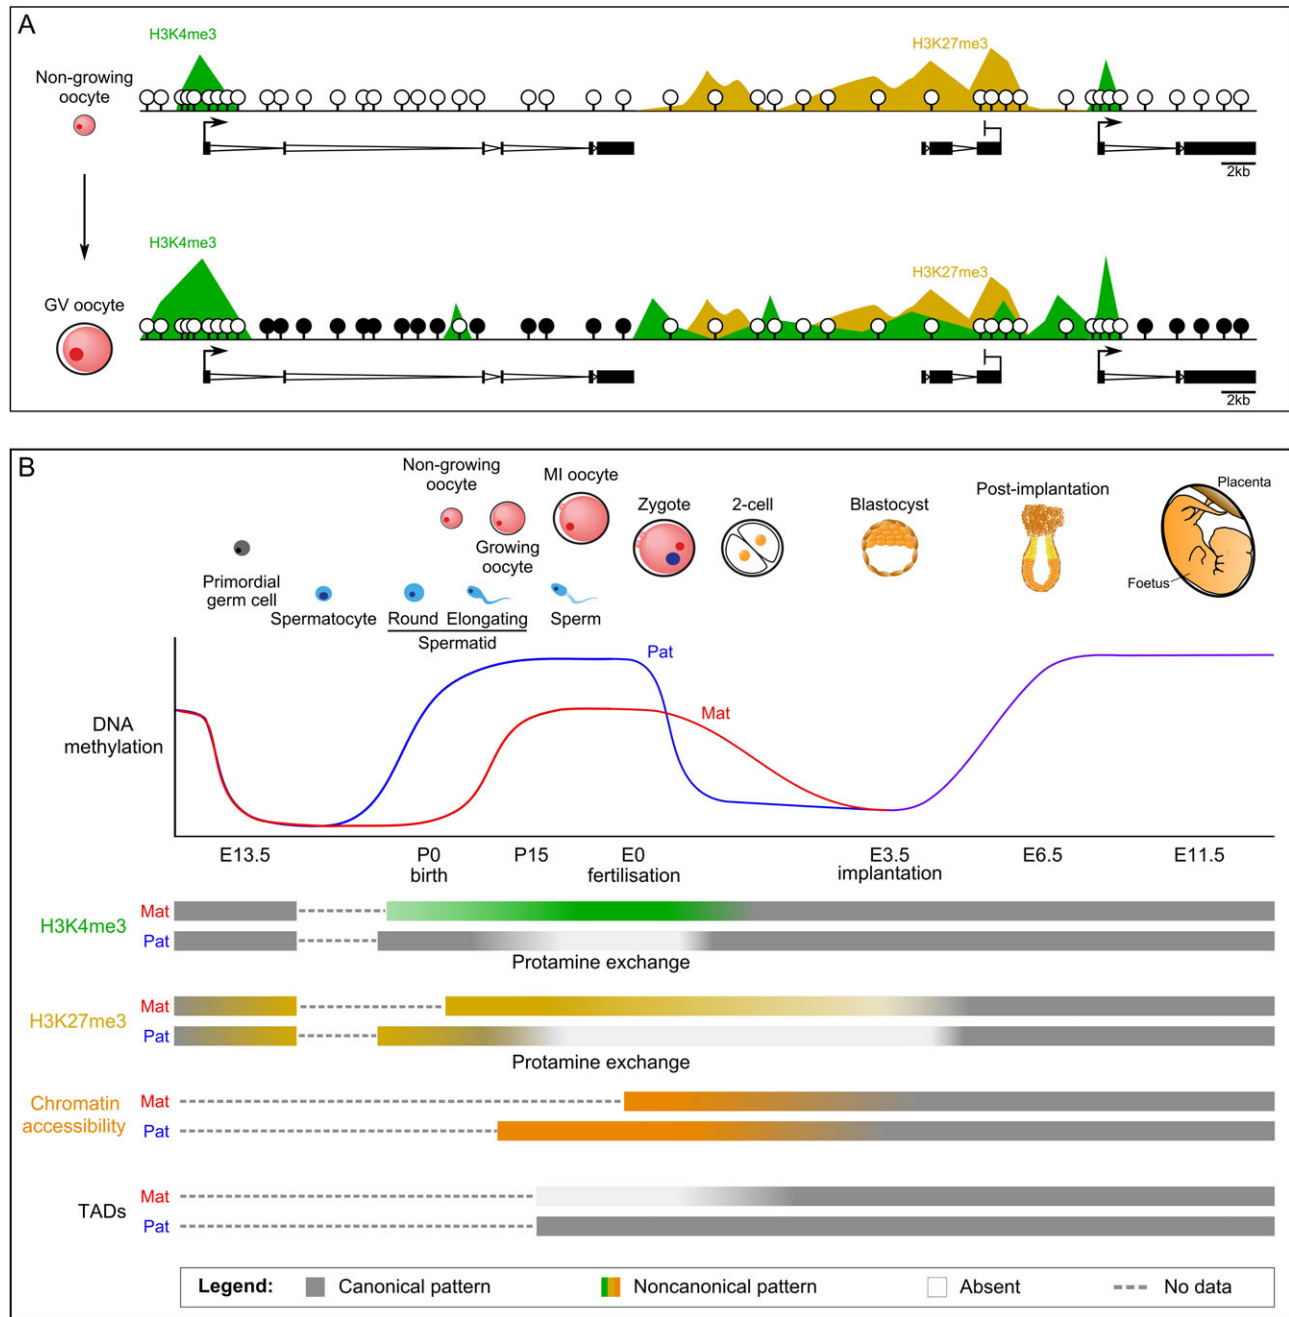 A
H3K4me3
H3K27me3
Non-growing
oocyte
2kb
H3K4me3
H3K27me3
GV oocyte
2kb
B
Non-growing
oocyte
MI oocyte
Zygote
2-cell
Blastocyst
Post-implantation
Placenta
Growing
oocyte
Foetus
Primordial
germ cell
Spermatocyte
Round
Elongating
Sperm
Spermatid
Pat
Mat
DNA
methylation
E13.5
P0
birth
P15
E0
fertilisation
E3.5
implantation
E6.5
E11.5
H3K4me3
Mat
Pat
Protamine exchange
H3K27me3
Mat
Pat
Protamine exchange
Chromatin
accessibility
Mat
Pat
TADs
Mat
Pat
Legend:
Canonical pattern
Noncanonical pattern
Absent
No data